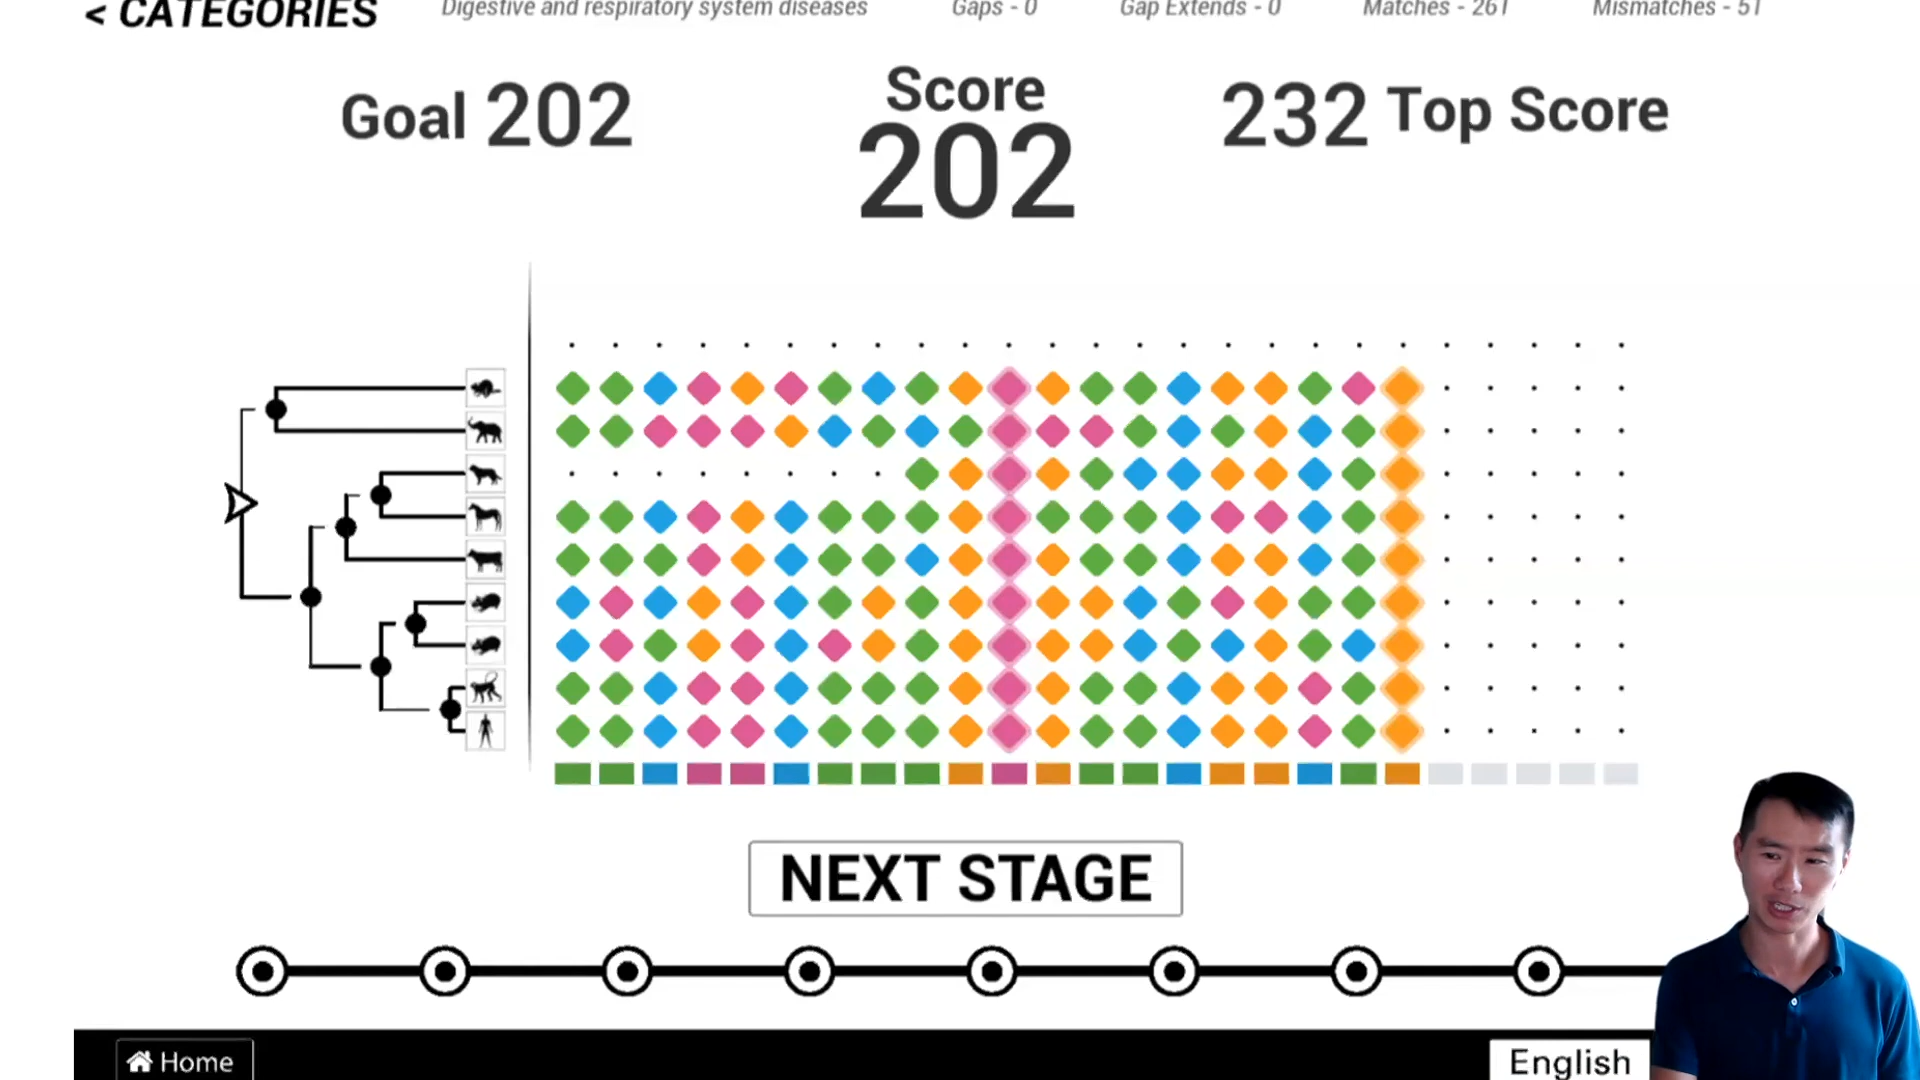 < CATEGORIES
Digestive and respiratory system diseases
Gaps - 0
Gap Extends - 0
Matches - 261
Mismatches - 51
Goal 202
Score
202
232 Top Score
NEXT STAGE
Home
English